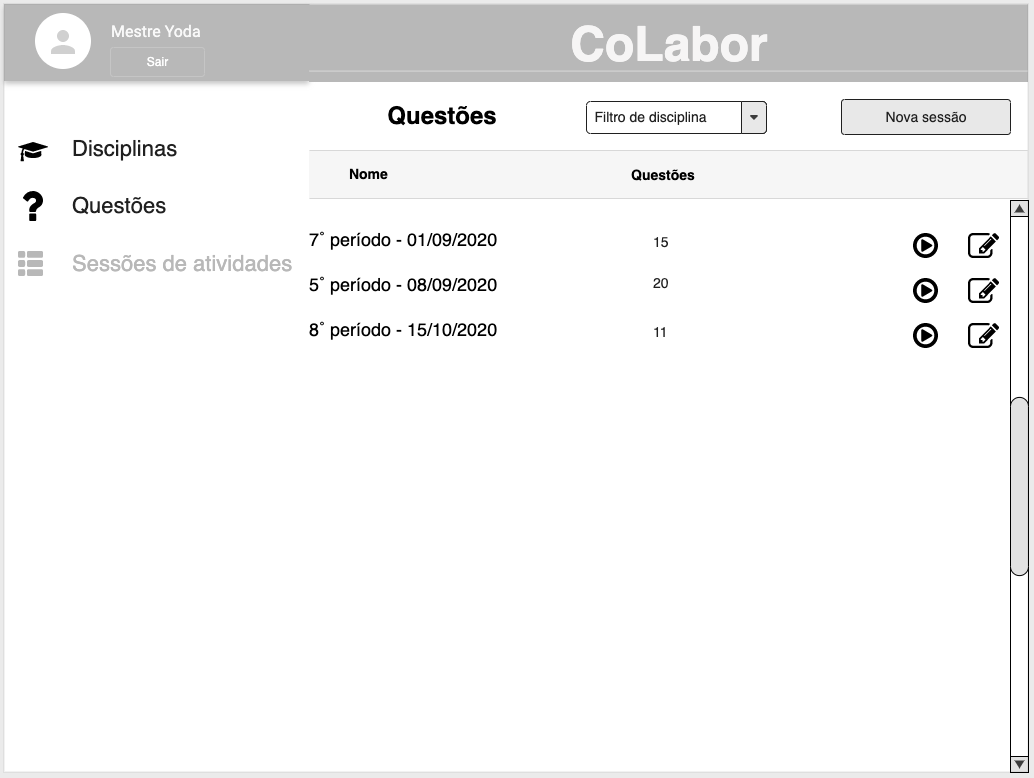 Mestre Yoda
Sair
CoLabor
Disciplinas
Questões
Sessões de atividades
Questões
Filtro de disciplina
Nova sessão
Nome Questões
7° período - 01/09/2020 15
5° período - 08/09/2020 20
8° período - 15/10/2020 11